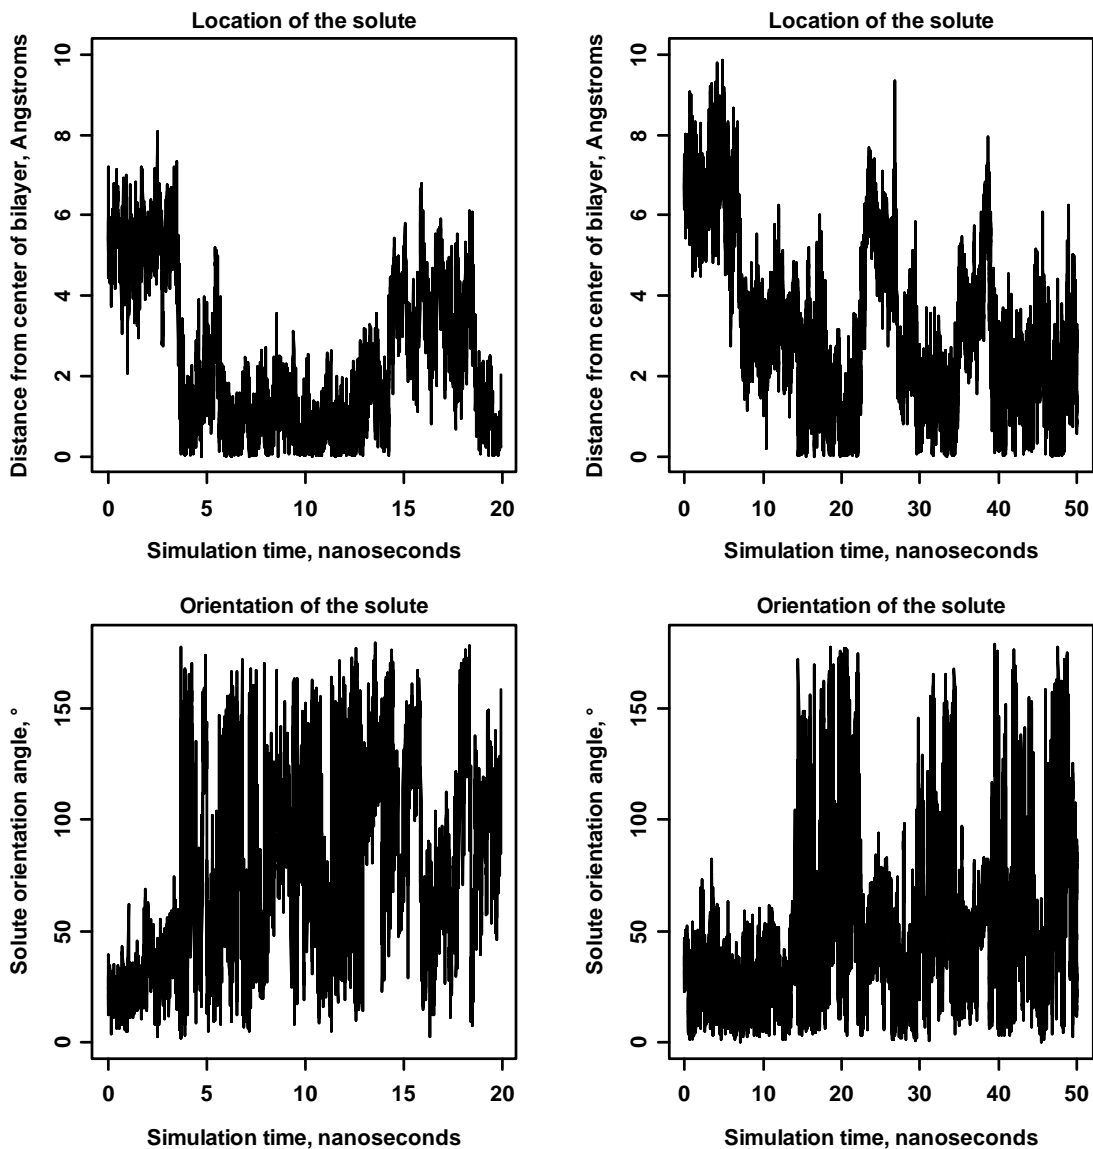 Location of the solute
Distance from center of bilayer, Angstroms
0 2 4 6 8 10
0 5 10 15 20
Simulation time, nanoseconds
Location of the solute
Distance from center of bilayer, Angstroms
0 2 4 6 8 10
0 10 20 30 40 50
Simulation time, nanoseconds
Orientation of the solute
Solute orientation angle, °
0 50 100 150
0 5 10 15 20
Simulation time, nanoseconds
Orientation of the solute
Solute orientation angle, °
0 50 100 150
0 10 20 30 40 50
Simulation time, nanoseconds